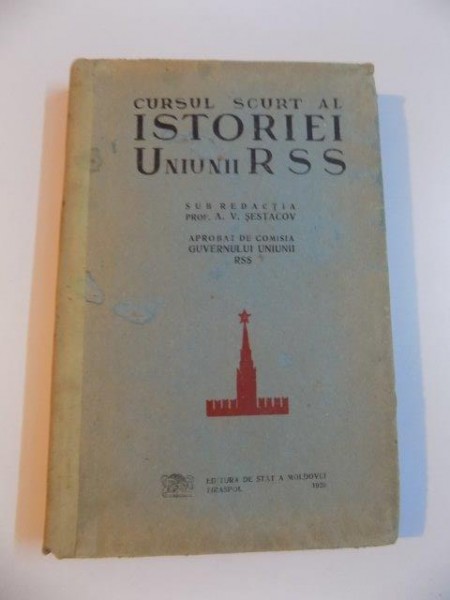 CURSUL SCURT AL
ISTORIEI
UNIUNII RSS
SUB REDACȚIA
PROF. A. V. ȘESTACOV
APROBAT DE COMISIA
GUVERNULUI UNIUNII
RSS
EDITURA DE STAT A MOLDOVEI
TIRASPOL